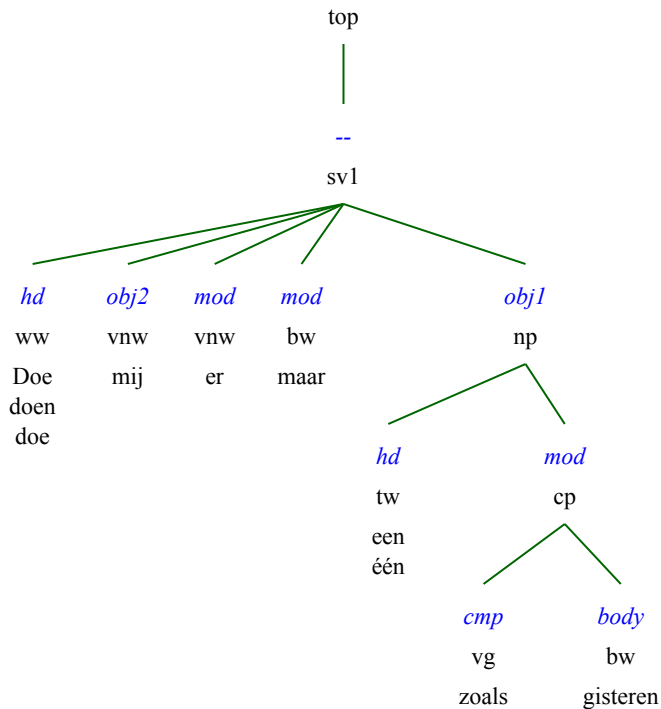 top
--
sv1
hd obj2 mod mod obj1
ww vnw vnw bw np
Doe mij er maar
doen
doe
hd mod
tw cp
een
één
cmp body
vg bw
zoals gisteren